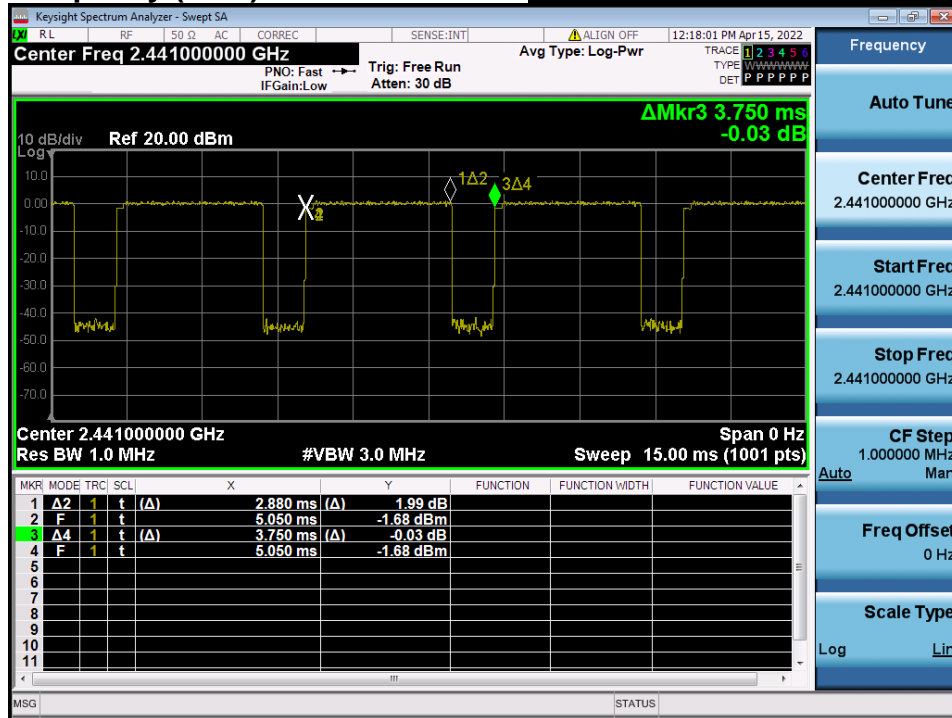 Keysight Spectrum Analyzer - Swept SA
LXI RL RF 50 Ω AC CORREC SENSE:INT ALIGN OFF 12:18:01 PM Apr 15, 2022
Center Freq 2.441000000 GHz
PNO: Fast
IFGain:Low
Trig: Free Run
Atten: 30 dB
Avg Type: Log-Pwr
TRACE 1 2 3 4 5 6
TYPE WWWWWW
DET P P P P P P
ΔMkr3 3.750 ms
-0.03 dB
10 dB/div Ref 20.00 dBm
Log
10.0
0.00
-10.0
-20.0
-30.0
-40.0
-50.0
-60.0
-70.0
1Δ2
3Δ4
Center 2.441000000 GHz Span 0 Hz
Res BW 1.0 MHz #VBW 3.0 MHz Sweep 15.00 ms (1001 pts)
MKR MODE TRC SCL X Y FUNCTION FUNCTION WIDTH FUNCTION VALUE
1 Δ2 1 t (Δ) 2.880 ms (Δ) 1.99 dB
2 F 1 t 5.050 ms -1.68 dBm
3 Δ4 1 t (Δ) 3.750 ms (Δ) -0.03 dB
4 F 1 t 5.050 ms -1.68 dBm
5
6
7
8
9
10
11
MSG STATUS
Frequency
Auto Tune
Center Freq
2.441000000 GHz
Start Freq
2.441000000 GHz
Stop Freq
2.441000000 GHz
CF Step
1.000000 MHz
Auto Man
Freq Offset
0 Hz
Scale Type
Log Lin